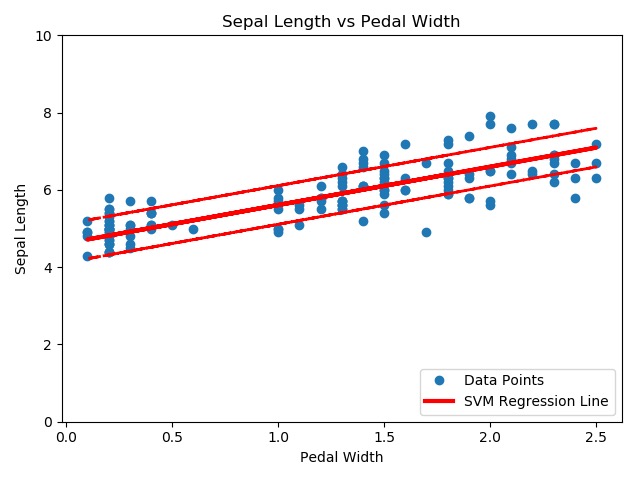 Sepal Length vs Pedal Width
Sepal Length
10
8
6
4
2
0
0.0 0.5 1.0 1.5 2.0 2.5
Pedal Width
Data Points
SVM Regression Line